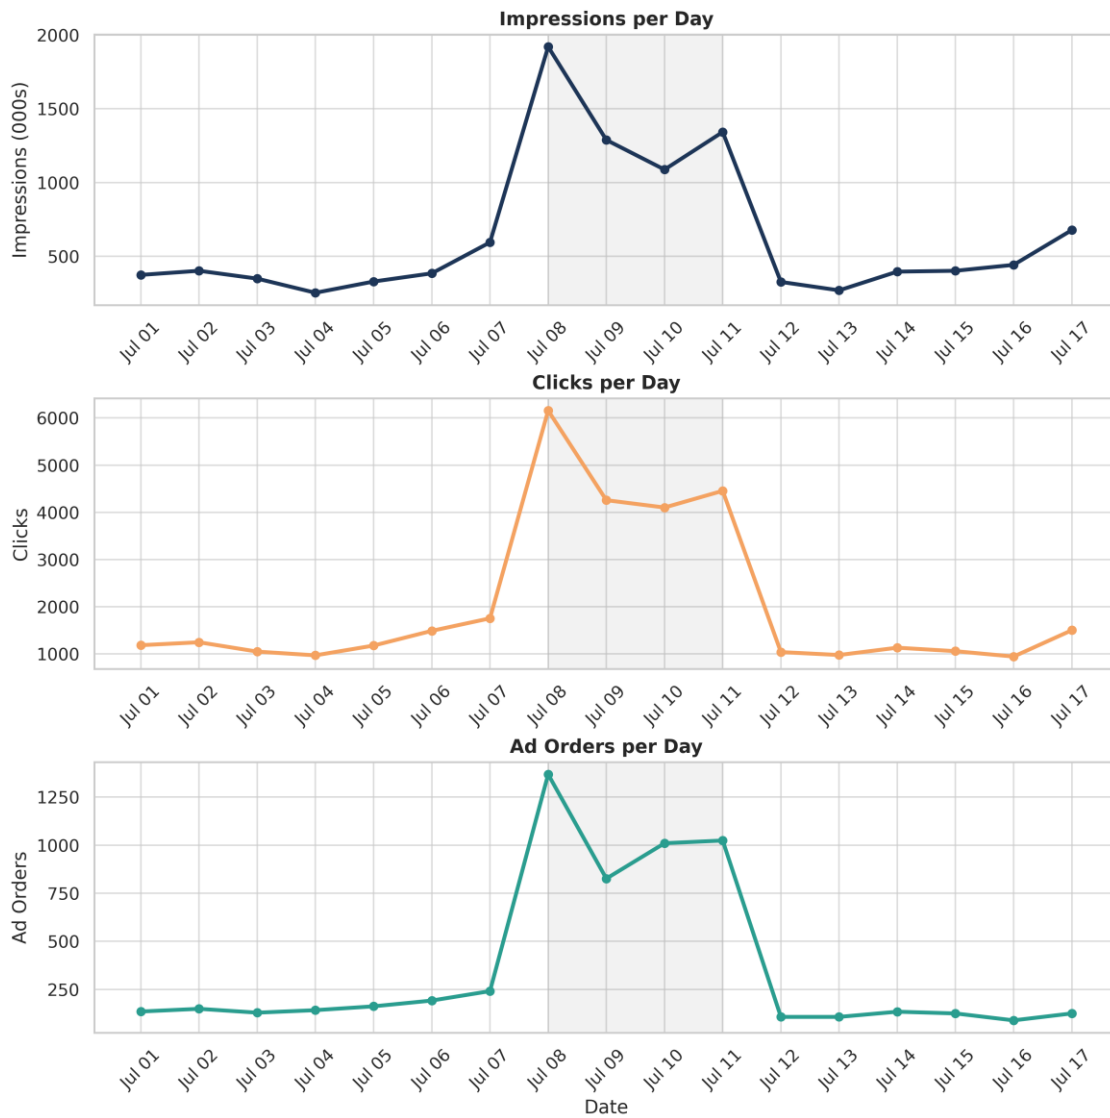 Impressions per Day
Impressions (000s)
2000
1500
1000
500
Jul 01 Jul 02 Jul 03 Jul 04 Jul 05 Jul 06 Jul 07 Jul 08 Jul 09 Jul 10 Jul 11 Jul 12 Jul 13 Jul 14 Jul 15 Jul 16 Jul 17
Clicks per Day
Clicks
6000
5000
4000
3000
2000
1000
Jul 01 Jul 02 Jul 03 Jul 04 Jul 05 Jul 06 Jul 07 Jul 08 Jul 09 Jul 10 Jul 11 Jul 12 Jul 13 Jul 14 Jul 15 Jul 16 Jul 17
Ad Orders per Day
Ad Orders
1250
1000
750
500
250
Jul 01 Jul 02 Jul 03 Jul 04 Jul 05 Jul 06 Jul 07 Jul 08 Jul 09 Jul 10 Jul 11 Jul 12 Jul 13 Jul 14 Jul 15 Jul 16 Jul 17
Date